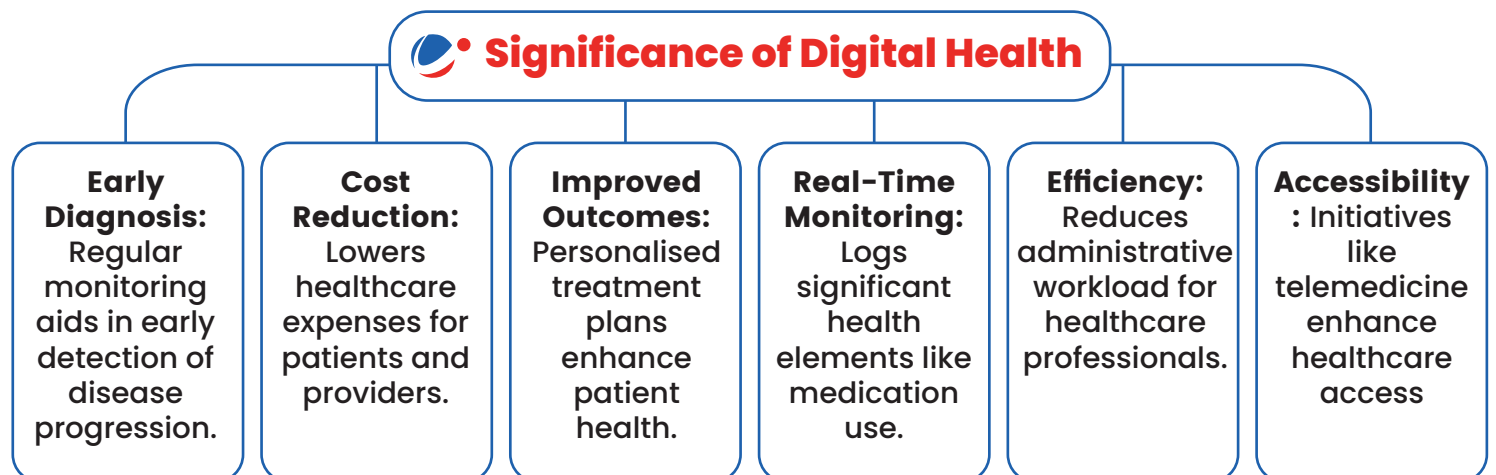 Significance of Digital Health
Early
Diagnosis:
Regular
monitoring
aids in early
detection of
disease
progression.
Cost
Reduction:
Lowers
healthcare
expenses for
patients and
providers.
Improved
Outcomes:
Personalised
treatment
plans
enhance
patient
health.
Real-Time
Monitoring:
Logs
significant
health
elements like
medication
use.
Efficiency:
Reduces
administrative
workload for
healthcare
professionals.
Accessibility
: Initiatives
like
telemedicine
enhance
healthcare
access